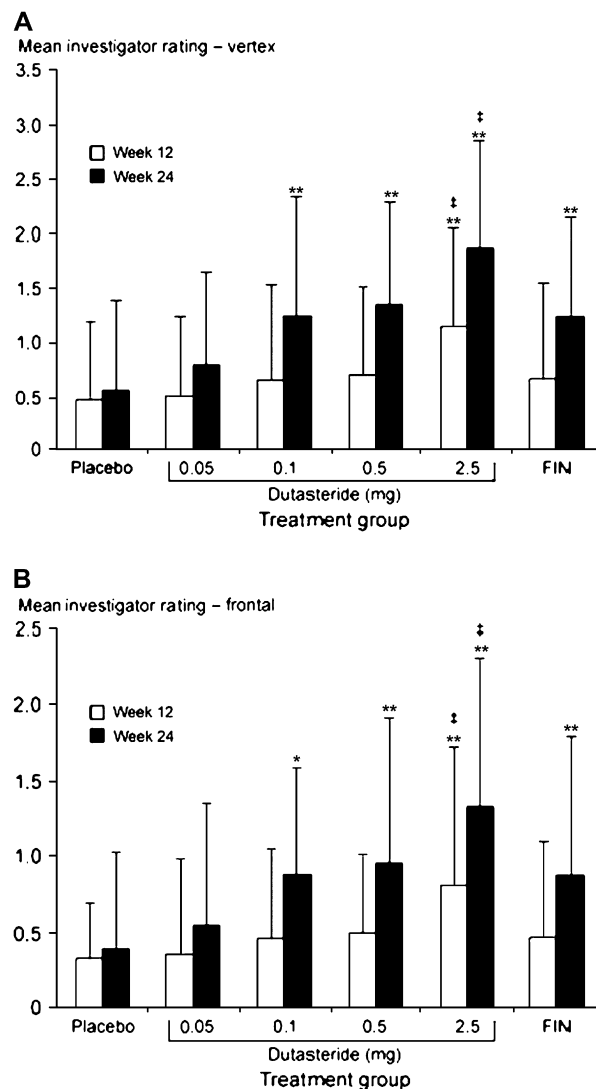 A
Mean investigator rating – vertex
3.5
3.0
2.5
2.0
1.5
1.0
0.5
0
Week 12
Week 24
**
**
‡
**
‡
**
**
Placebo 0.05 0.1 0.5 2.5 FIN
Dutasteride (mg)
Treatment group
B
Mean investigator rating – frontal
2.5
2.0
1.5
1.0
0.5
0
Week 12
Week 24
*
**
‡
**
‡
**
**
Placebo 0.05 0.1 0.5 2.5 FIN
Dutasteride (mg)
Treatment group